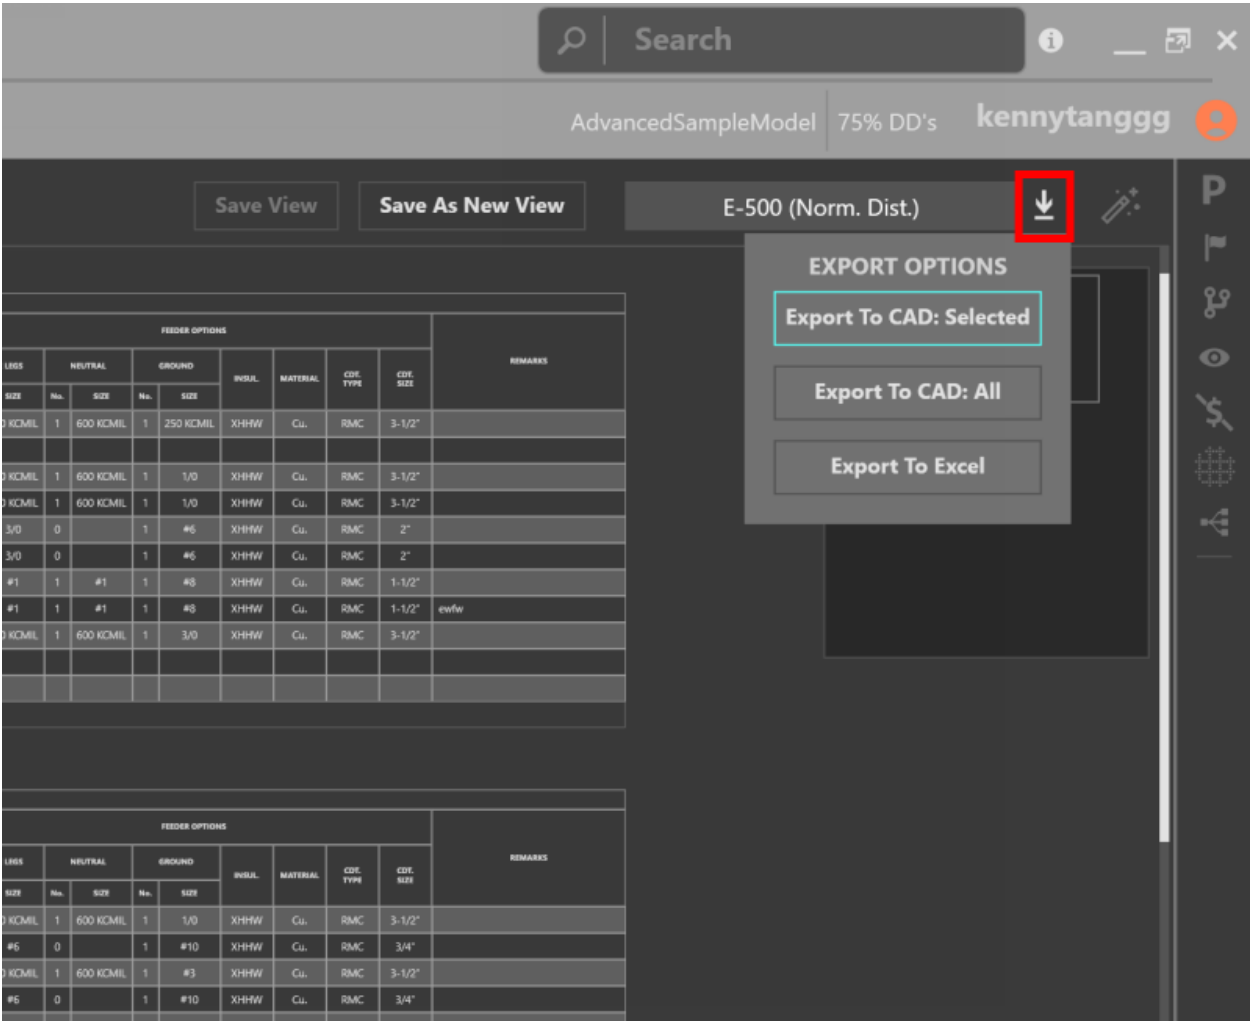 Search
AdvancedSampleModel 75% DD's kennytanggg
Save View Save As New View E-500 (Norm. Dist.)
P
EXPORT OPTIONS
Export To CAD: Selected
Export To CAD: All
Export To Excel
FEEDER OPTIONS
LEGS NEUTRAL GROUND INSUL. MATERIAL CDT. TYPE CDT. SIZE REMARKS
SIZE No. SIZE No. SIZE
KCMIL 1 600 KCMIL 1 250 KCMIL XHHW Cu. RMC 3-1/2"
KCMIL 1 600 KCMIL 1 1/0 XHHW Cu. RMC 3-1/2"
KCMIL 1 600 KCMIL 1 1/0 XHHW Cu. RMC 3-1/2"
3/0 0 1 #6 XHHW Cu. RMC 2"
3/0 0 1 #6 XHHW Cu. RMC 2"
#1 1 #1 1 #8 XHHW Cu. RMC 1-1/2"
#1 1 #1 1 #8 XHHW Cu. RMC 1-1/2" ewfw
KCMIL 1 600 KCMIL 1 3/0 XHHW Cu. RMC 3-1/2"
FEEDER OPTIONS
LEGS NEUTRAL GROUND INSUL. MATERIAL CDT. TYPE CDT. SIZE REMARKS
SIZE No. SIZE No. SIZE
KCMIL 1 600 KCMIL 1 1/0 XHHW Cu. RMC 3-1/2"
#6 0 1 #10 XHHW Cu. RMC 3/4"
KCMIL 1 600 KCMIL 1 #3 XHHW Cu. RMC 3-1/2"
#6 0 1 #10 XHHW Cu. RMC 3/4"